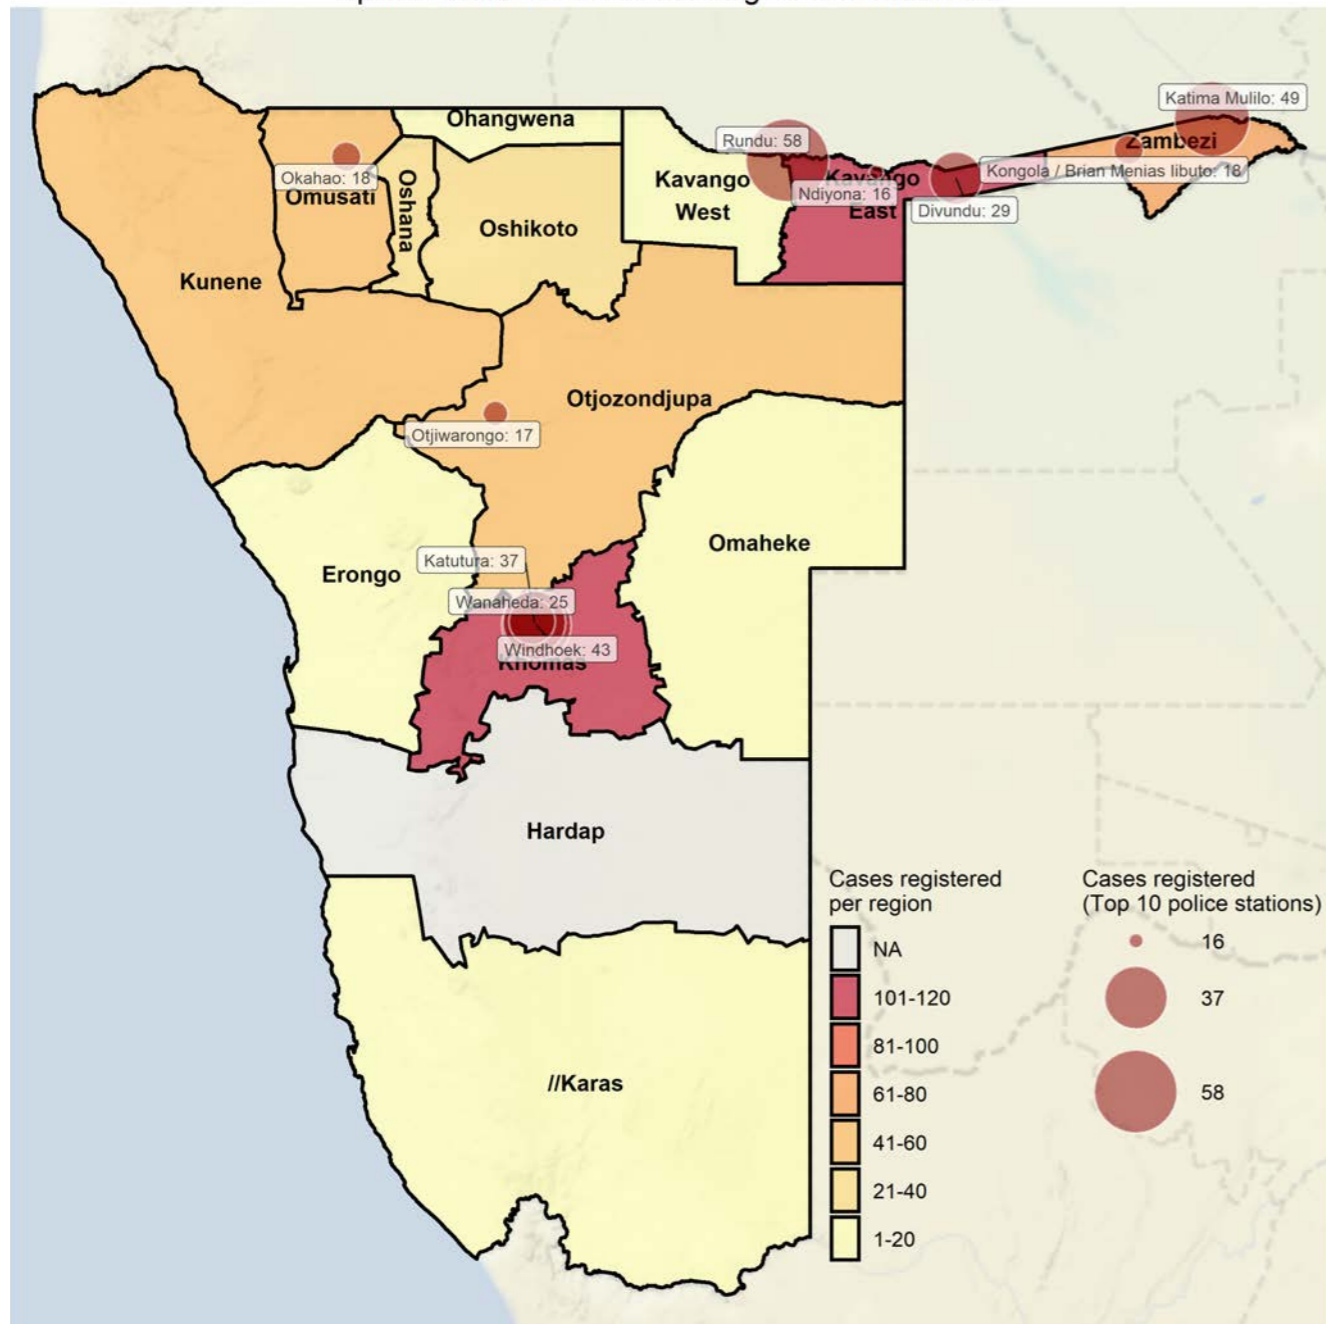 Ohangwena
Katima Mulilo: 49
Zambezi
Rundu: 58
Okahao: 18
Omusati
Oshana
Oshikoto
Kavango
West
Kavango
East
Ndiyona: 16
Kongola / Brian Menias libuto: 18
Divundu: 29
Kunene
Otjozondjupa
Otjiwarongo: 17
Omaheke
Erongo
Katutura: 37
Wanaheda: 25
Windhoek: 43
Khomas
Hardap
//Karas
Cases registered
per region
NA
101-120
81-100
61-80
41-60
21-40
1-20
Cases registered
(Top 10 police stations)
16
37
58